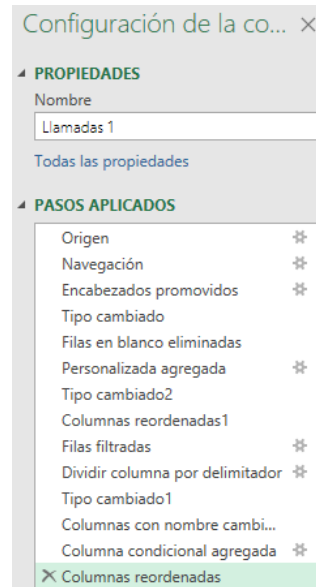 Configuración de la co...
PROPIEDADES
Nombre
Llamadas 1
Todas las propiedades
PASOS APLICADOS
Origen
Navegación
Encabezados promovidos
Tipo cambiado
Filas en blanco eliminadas
Personalizada agregada
Tipo cambiado2
Columnas reordenadas1
Filas filtradas
Dividir columna por delimitador
Tipo cambiado1
Columnas con nombre cambi...
Columna condicional agregada
Columnas reordenadas